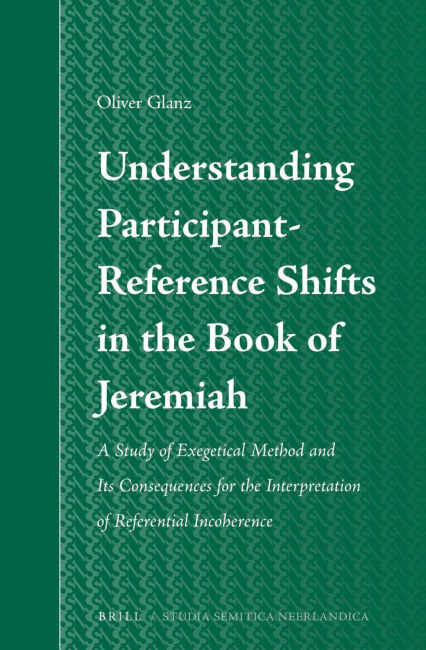 Oliver Glanz
Understanding
Participant-
Reference Shifts
in the Book of
Jeremiah
A Study of Exegetical Method and
Its Consequences for the Interpretation
of Referential Incoherence
BRILL / STUDIA SEMITICA NEERLANDICA